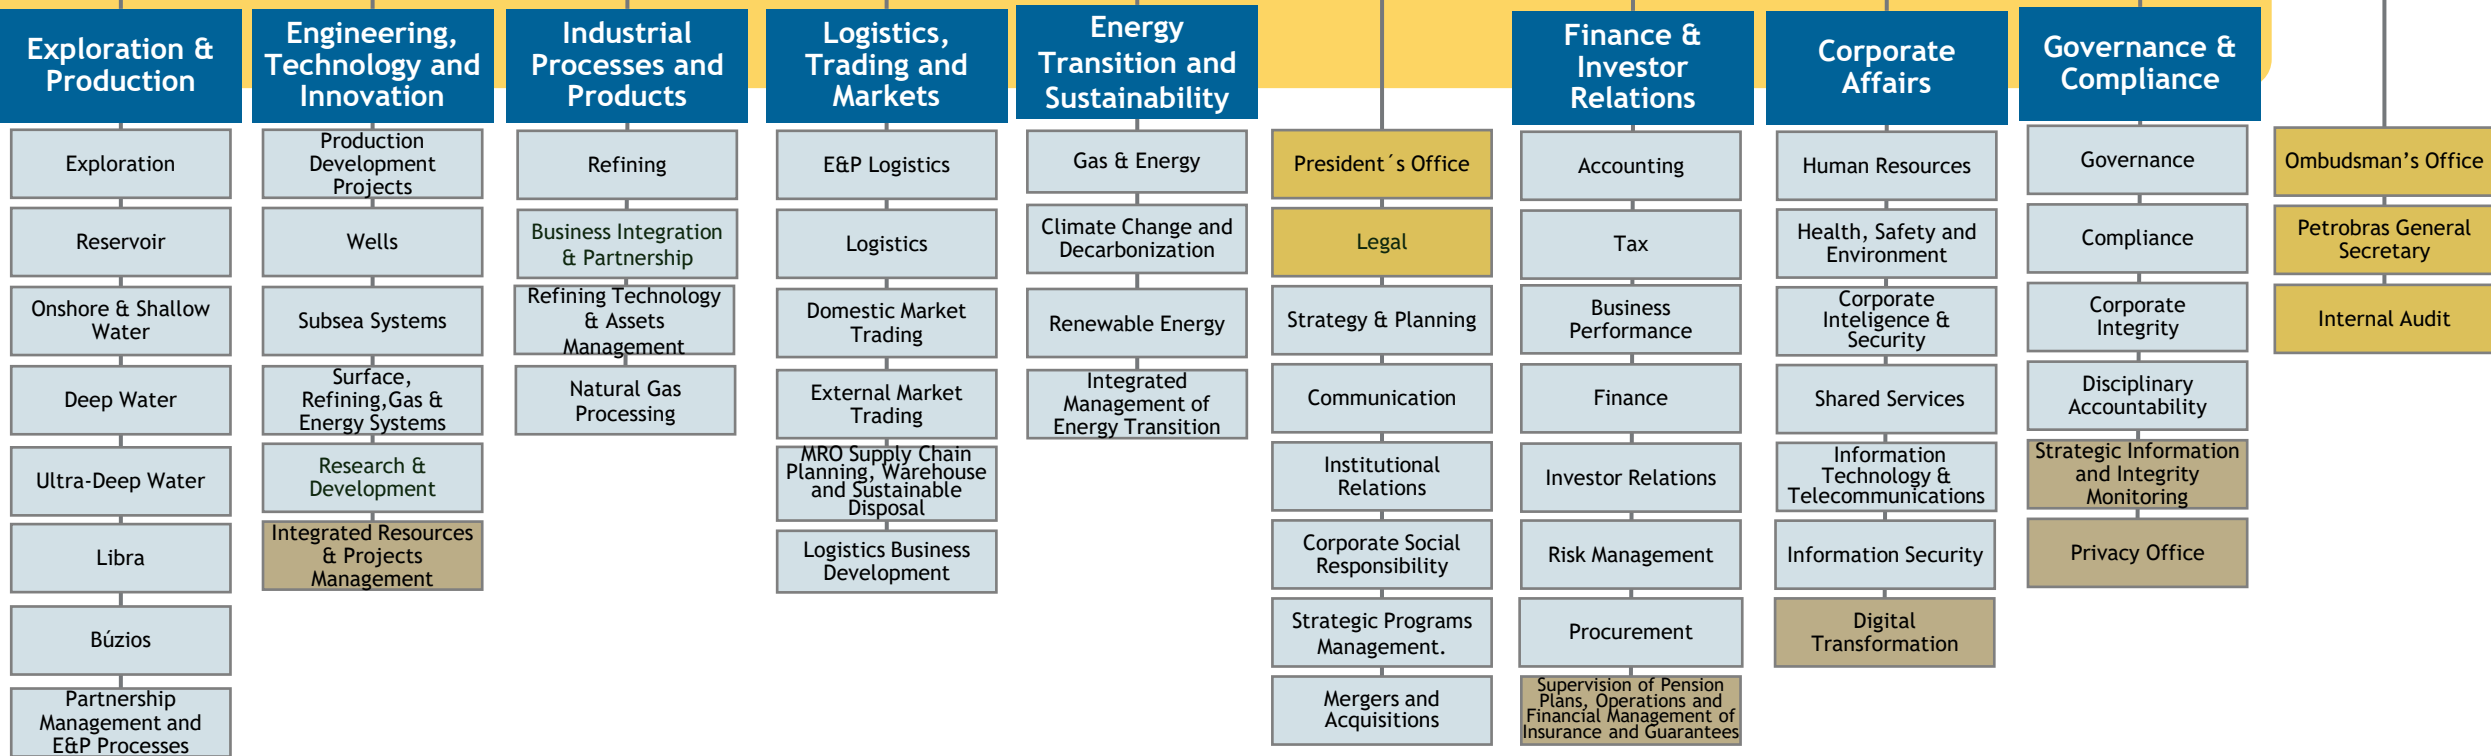 Exploration &
Production
Exploration
Reservoir
Onshore & Shallow
Water
Deep Water
Ultra-Deep Water
Libra
Búzios
Partnership
Management and
E&P Processes
Engineering,
Technology and
Innovation
Production
Development
Projects
Wells
Subsea Systems
Surface,
Refining,Gas &
Energy Systems
Research &
Development
Integrated Resources
& Projects
Management
Industrial
Processes and
Products
Refining
Business Integration
& Partnership
Refining Technology
& Assets
Management
Natural Gas
Processing
Logistics,
Trading and
Markets
E&P Logistics
Logistics
Domestic Market
Trading
External Market
Trading
MRO Supply Chain
Planning, Warehouse
and Sustainable
Disposal
Logistics Business
Development
Energy
Transition and
Sustainability
Gas & Energy
Climate Change and
Decarbonization
Renewable Energy
Integrated
Management of
Energy Transition
President´s Office
Legal
Strategy & Planning
Communication
Institutional
Relations
Corporate Social
Responsibility
Strategic Programs
Management.
Mergers and
Acquisitions
Finance &
Investor
Relations
Accounting
Tax
Business
Performance
Finance
Investor Relations
Risk Management
Procurement
Supervision of Pension
Plans, Operations and
Financial Management of
Insurance and Guarantees
Corporate
Affairs
Human Resources
Health, Safety and
Environment
Corporate
Inteligence &
Security
Shared Services
Information
Technology &
Telecommunications
Information Security
Digital
Transformation
Governance &
Compliance
Governance
Compliance
Corporate
Integrity
Disciplinary
Accountability
Strategic Information
and Integrity
Monitoring
Privacy Office
Ombudsman’s Office
Petrobras General
Secretary
Internal Audit